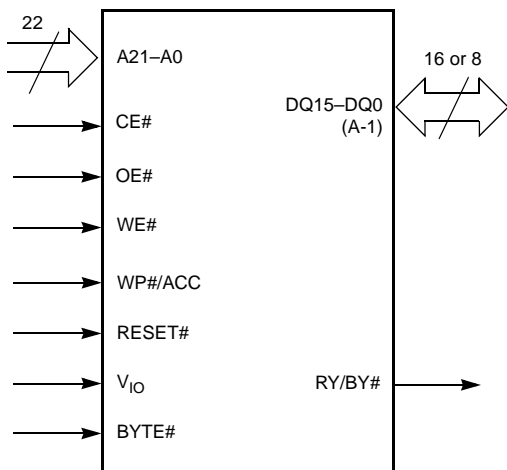 22
A21–A0
16 or 8
DQ15–DQ0
(A-1)
CE#
OE#
WE#
WP#/ACC
RESET#
VIO
RY/BY#
BYTE#